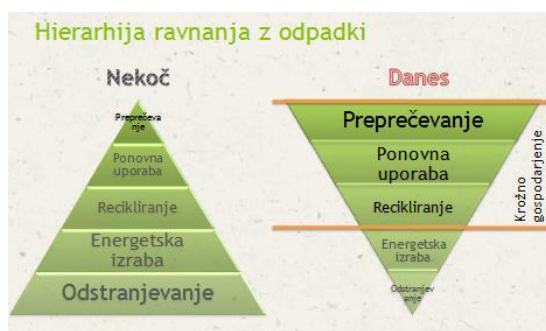 Hierarhija ravnanja z odpadki
Nekoč
Preprečeva
nje
Ponovna
uporaba
Recikliranje
Energetska
izraba
Odstranjevanje
Danes
Preprečevanje
Ponovna
uporaba
Recikliranje
Energetska
izraba
Odstranjev
anje
Krožno
gospodarjenje